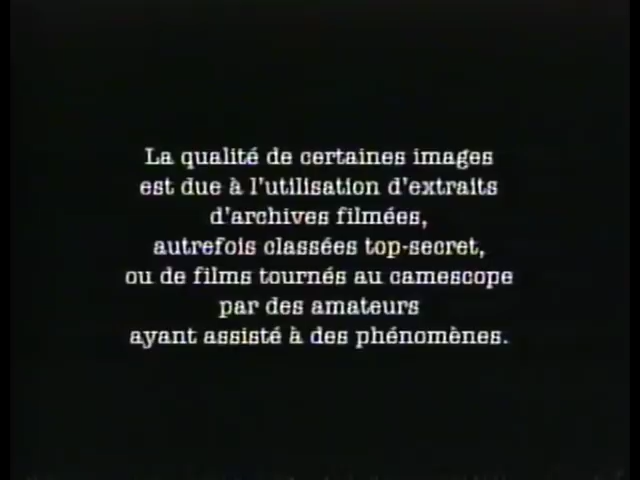 La qualité de certaines images
est due à l'utilisation d'extraits
d'archives filmées,
autrefois classées top-secret,
ou de films tournés au camescope
par des amateurs
ayant assisté à des phénomènes.